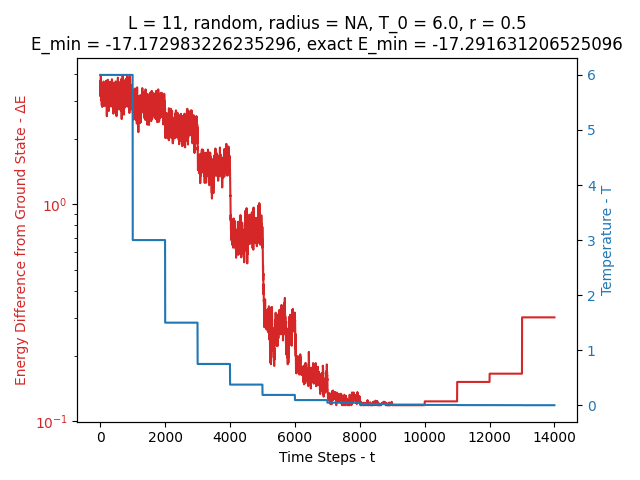 L = 11, random, radius = NA, T_0 = 6.0, r = 0.5
E_min = -17.172983226235296, exact E_min = -17.291631206525096
Energy Difference from Ground State - ΔE
10⁰
10⁻¹
6
5
4
3
2
1
0
Temperature - T
0 2000 4000 6000 8000 10000 12000 14000
Time Steps - t